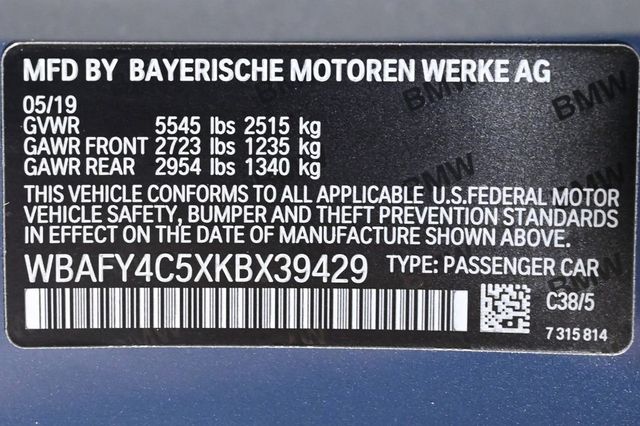 MFD BY BAYERISCHE MOTOREN WERKE AG
05/19
GVWR 5545 lbs 2515 kg
GAWR FRONT 2723 lbs 1235 kg
GAWR REAR 2954 lbs 1340 kg
THIS VEHICLE CONFORMS TO ALL APPLICABLE U.S.FEDERAL MOTOR
VEHICLE SAFETY, BUMPER AND THEFT PREVENTION STANDARDS
IN EFFECT ON THE DATE OF MANUFACTURE SHOWN ABOVE.
WBAFY4C5XKBX39429 TYPE: PASSENGER CAR
C38/5
7 315 814
BMW
BMW
BMW